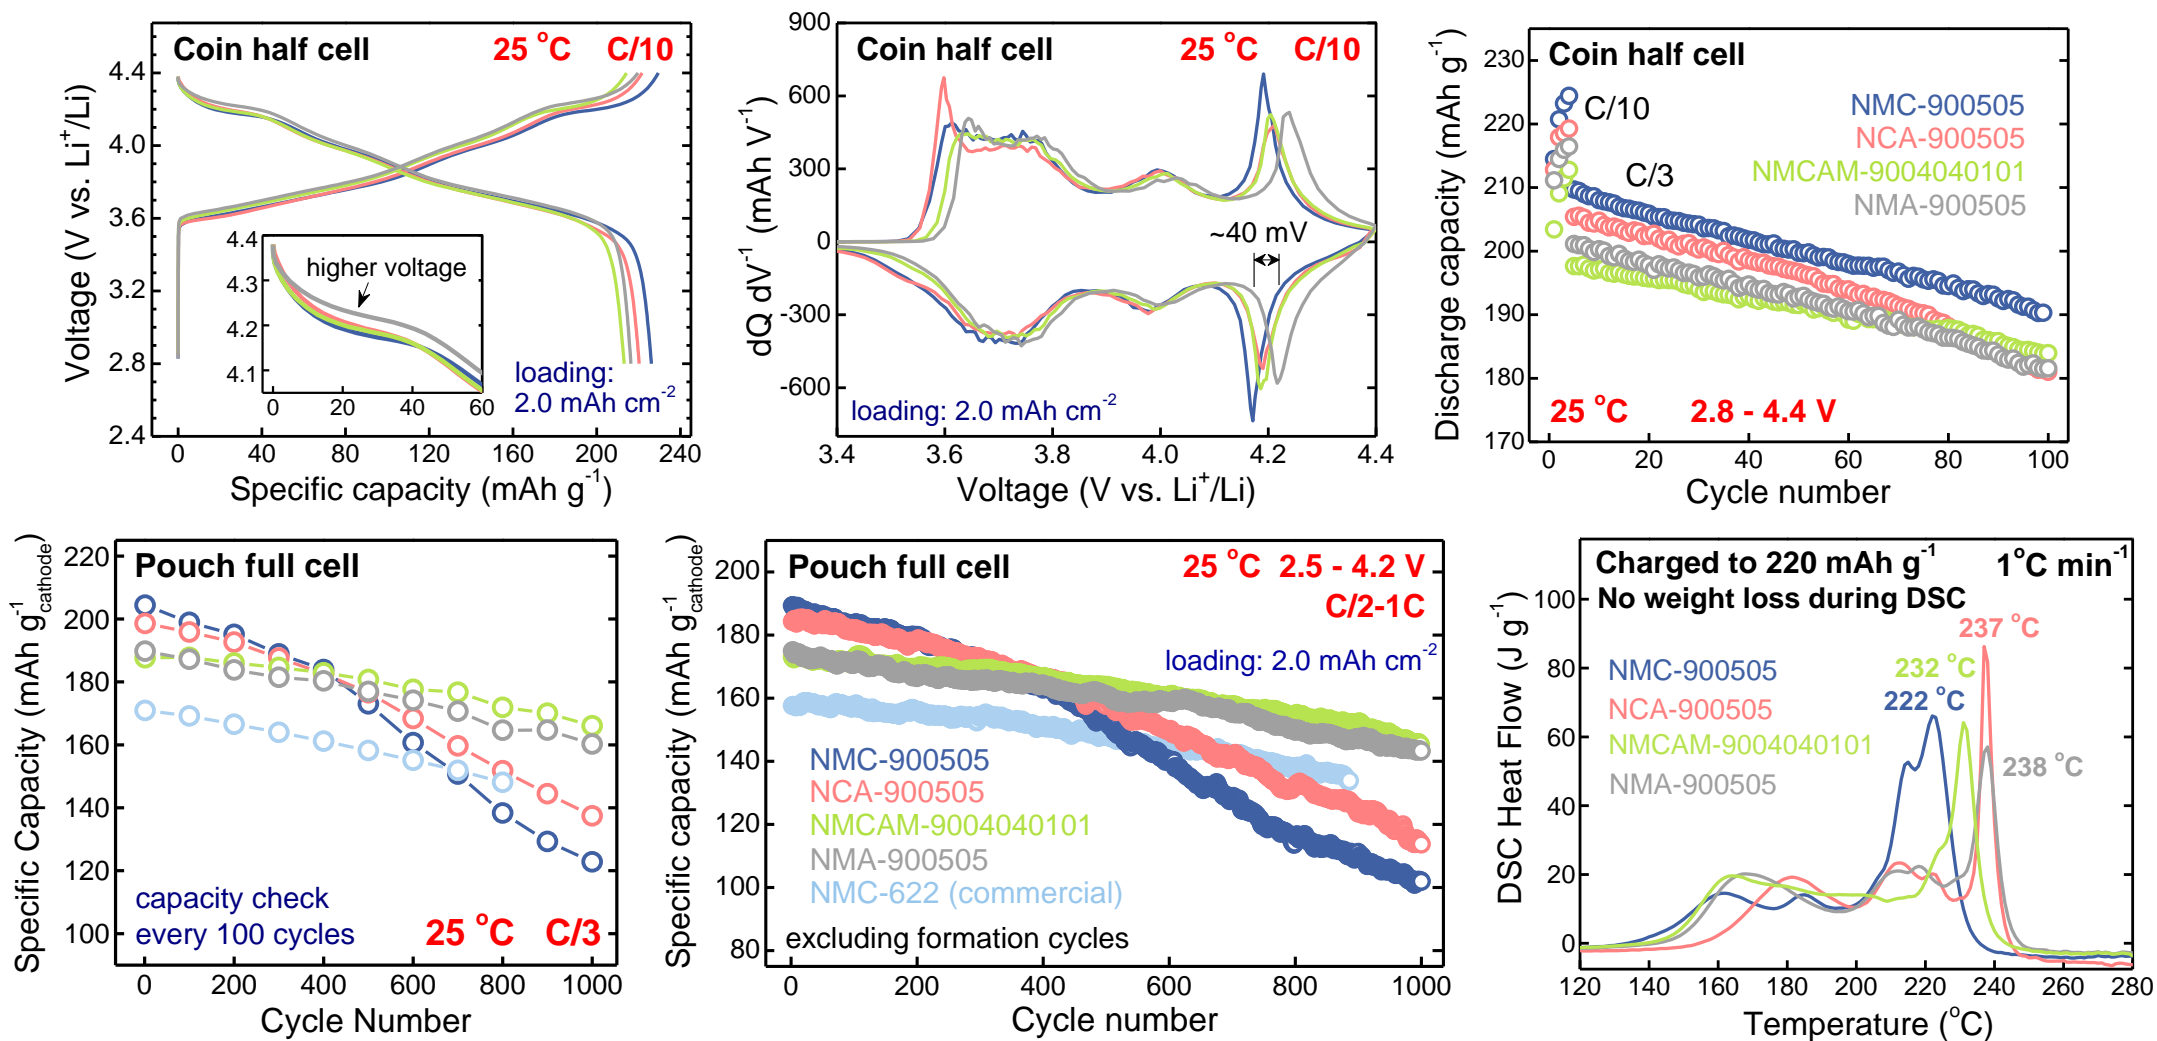 Coin half cell
25 °C C/10
Voltage (V vs. Li⁺/Li)
4.4
4.0
3.6
3.2
2.8
2.4
4.4
4.3
4.2
4.1
higher voltage
0 20 40 60
loading:
2.0 mAh cm⁻²
0 40 80 120 160 200 240
Specific capacity (mAh g⁻¹)
Coin half cell
25 °C C/10
dQ dV⁻¹ (mAh V⁻¹)
900
600
300
0
-300
-600
~40 mV
loading: 2.0 mAh cm⁻²
3.4 3.6 3.8 4.0 4.2 4.4
Voltage (V vs. Li⁺/Li)
Coin half cell
Discharge capacity (mAh g⁻¹)
230
220
210
200
190
180
170
C/10
C/3
NMC-900505
NCA-900505
NMCAM-9004040101
NMA-900505
25 °C 2.8 - 4.4 V
0 20 40 60 80 100
Cycle number
Pouch full cell
Specific Capacity (mAh g⁻¹cathode)
220
200
180
160
140
120
100
capacity check
every 100 cycles
25 °C C/3
0 200 400 600 800 1000
Cycle Number
Pouch full cell
25 °C 2.5 - 4.2 V
C/2-1C
loading: 2.0 mAh cm⁻²
Specific capacity (mAh g⁻¹cathode)
200
180
160
140
120
100
80
NMC-900505
NCA-900505
NMCAM-9004040101
NMA-900505
NMC-622 (commercial)
excluding formation cycles
0 200 400 600 800 1000
Cycle number
Charged to 220 mAh g⁻¹
1°C min⁻¹
No weight loss during DSC
DSC Heat Flow (J g⁻¹)
100
80
60
40
20
0
237 °C
232 °C
222 °C
238 °C
NMC-900505
NCA-900505
NMCAM-9004040101
NMA-900505
120 140 160 180 200 220 240 260 280
Temperature (°C)